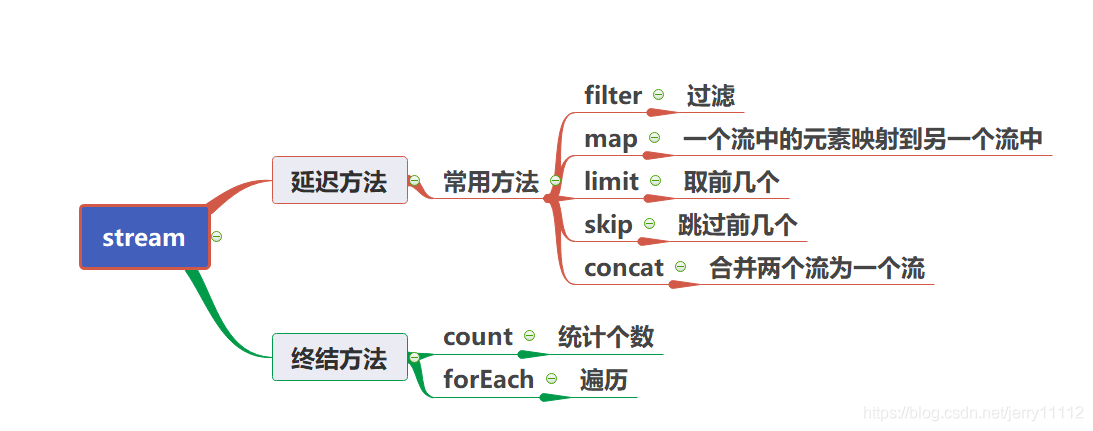 stream
延迟方法
常用方法
filter 过滤
map 一个流中的元素映射到另一个流中
limit 取前几个
skip 跳过前几个
concat 合并两个流为一个流
终结方法
count 统计个数
forEach 遍历
https://blog.csdn.net/jerry11112